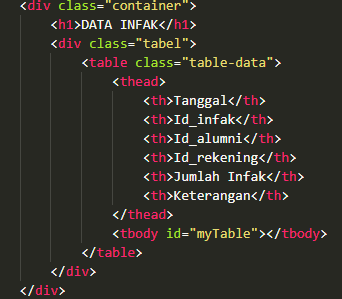 <div class="container">
    <h1>DATA INFAK</h1>
    <div class="tabel">
        <table class="table-data">
            <thead>
                <th>Tanggal</th>
                <th>Id_infak</th>
                <th>Id_alumni</th>
                <th>Id_rekening</th>
                <th>Jumlah Infak</th>
                <th>Keterangan</th>
            </thead>
            <tbody id="myTable"></tbody>
        </table>
    </div>
</div>